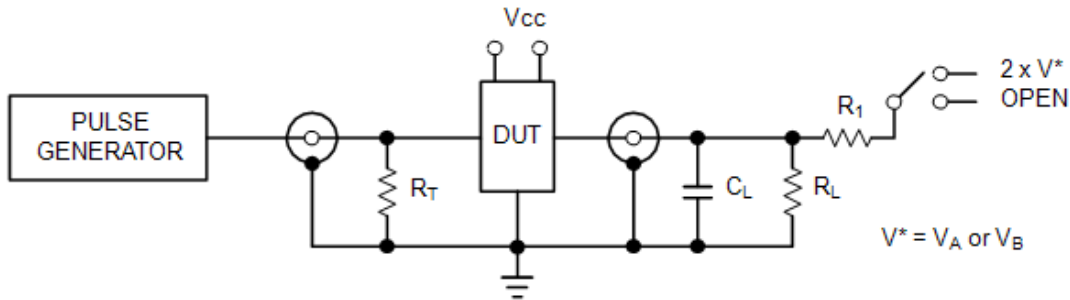 Vcc
2 x V*
OPEN
R1
PULSE
GENERATOR
DUT
RT
CL
RL
V* = VA or VB